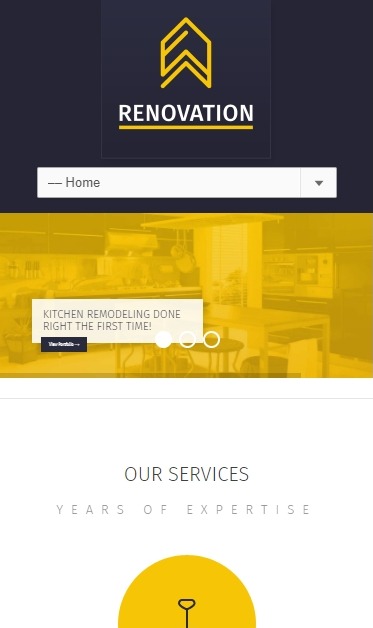 RENOVATION
— Home
KITCHEN REMODELING DONE
RIGHT THE FIRST TIME!
View Portfolio →
OUR SERVICES
YEARS OF EXPERTISE